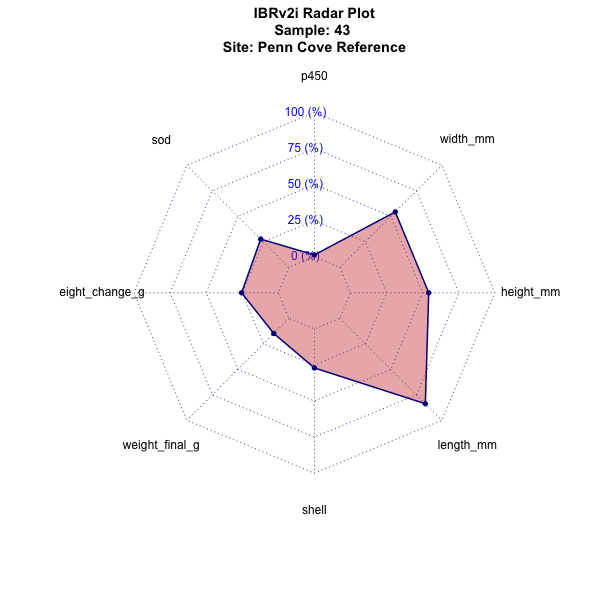 IBRv2i Radar Plot
Sample: 43
Site: Penn Cove Reference
p450
100 (%)
sod
width_mm
75 (%)
50 (%)
25 (%)
0 (%)
eight_change_g
height_mm
weight_final_g
length_mm
shell